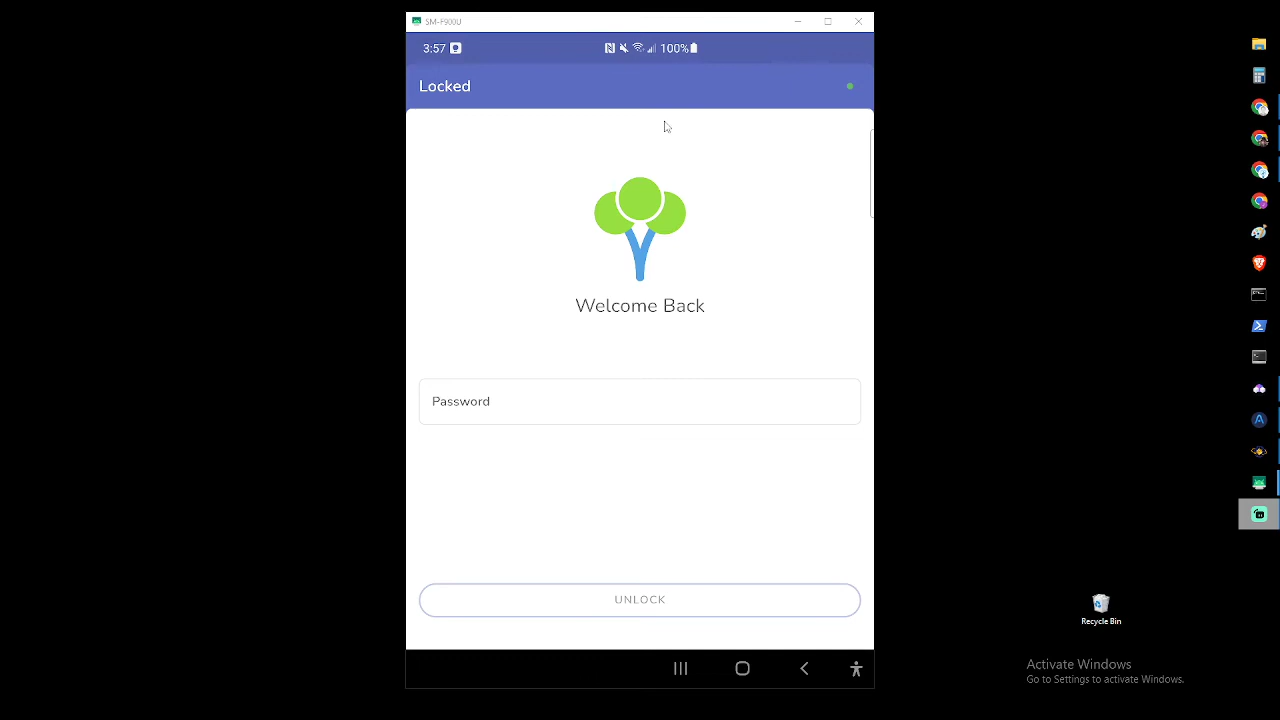 SM-F900U
3:57
100%
Locked
Welcome Back
Password
UNLOCK
Recycle Bin
Activate Windows
Go to Settings to activate Windows.